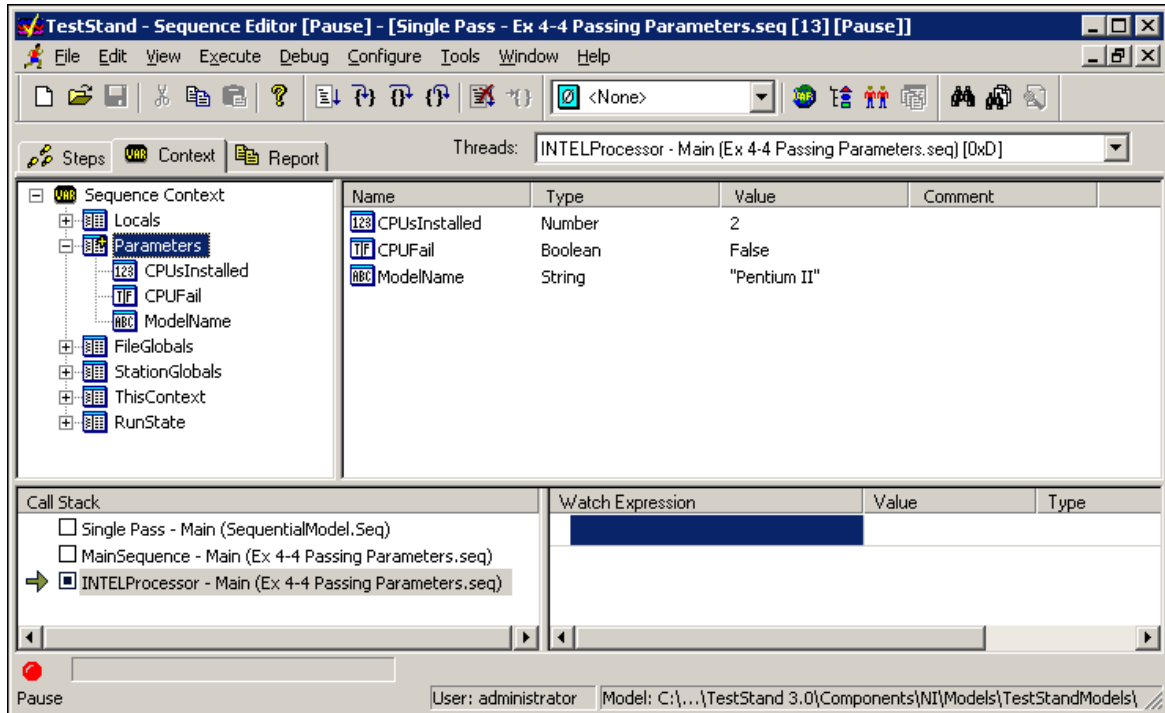 TestStand - Sequence Editor [Pause] - [Single Pass - Ex 4-4 Passing Parameters.seq [13] [Pause]]
File Edit View Execute Debug Configure Tools Window Help
<None>
Steps Context Report Threads: INTELProcessor - Main (Ex 4-4 Passing Parameters.seq) [0xD]
Sequence Context
Locals
Parameters
CPUsInstalled
CPUFail
ModelName
FileGlobals
StationGlobals
ThisContext
RunState
Name Type Value Comment
CPUsInstalled Number 2
CPUFail Boolean False
ModelName String "Pentium II"
Call Stack
Single Pass - Main (SequentialModel.Seq)
MainSequence - Main (Ex 4-4 Passing Parameters.seq)
INTELProcessor - Main (Ex 4-4 Passing Parameters.seq)
Watch Expression Value Type
Pause User: administrator Model: C:\...\TestStand 3.0\Components\NI\Models\TestStandModels\